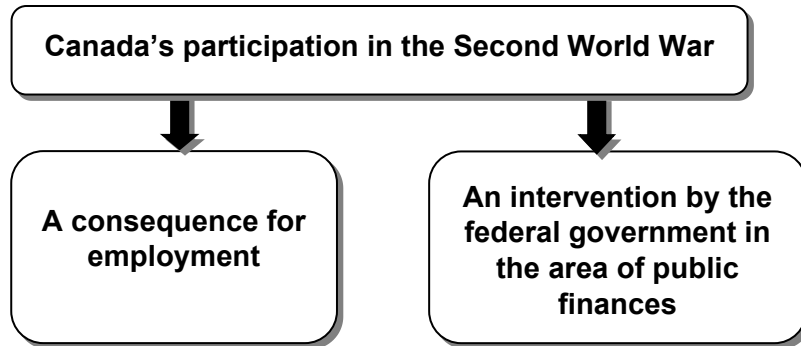 Canada’s participation in the Second World War
A consequence for
employment
An intervention by the
federal government in
the area of public
finances